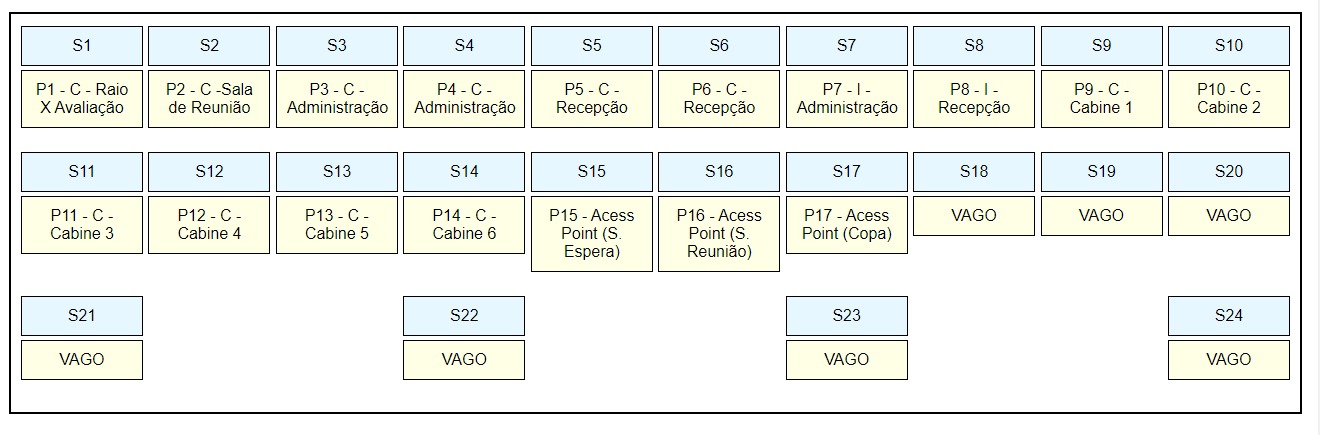 S1 S2 S3 S4 S5 S6 S7 S8 S9 S10
P1 - C - Raio X Avaliação
P2 - C -Sala de Reunião
P3 - C - Administração
P4 - C - Administração
P5 - C - Recepção
P6 - C - Recepção
P7 - I - Administração
P8 - I - Recepção
P9 - C - Cabine 1
P10 - C - Cabine 2
S11 S12 S13 S14 S15 S16 S17 S18 S19 S20
P11 - C - Cabine 3
P12 - C - Cabine 4
P13 - C - Cabine 5
P14 - C - Cabine 6
P15 - Acess Point (S. Espera)
P16 - Acess Point (S. Reunião)
P17 - Acess Point (Copa)
VAGO
VAGO
VAGO
S21 S22 S23 S24
VAGO VAGO VAGO VAGO